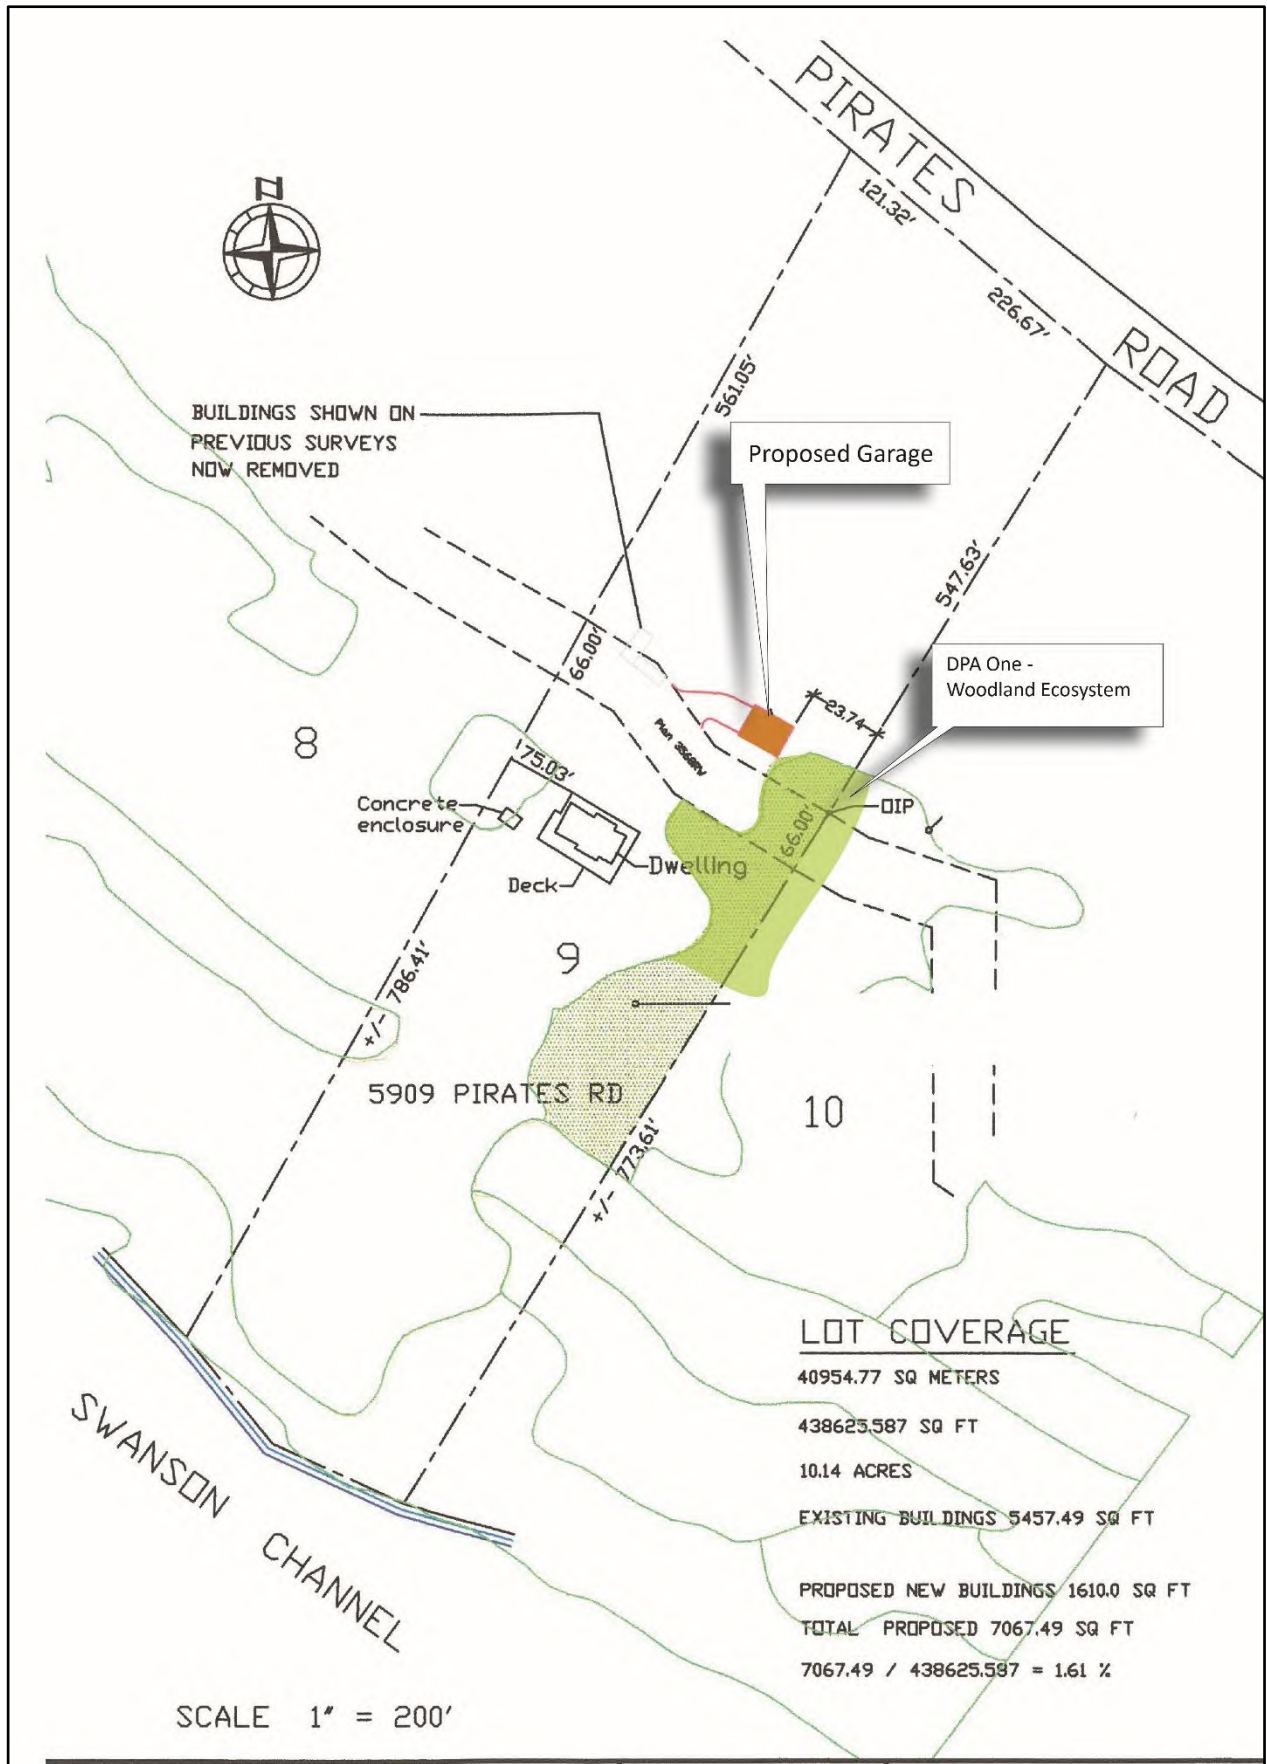 PIRATES ROAD
N
121.32'
226.67'
561.05'
BUILDINGS SHOWN ON
PREVIOUS SURVEYS
NOW REMOVED
Proposed Garage
547.63'
66.00'
DPA One -
Woodland Ecosystem
23.74
8
Plan 3568RV
75.03'
Concrete
enclosure
OIP
66.00'
Dwelling
Deck
9
+/- 786.41'
5909 PIRATES RD
10
+/- 773.61'
LOT COVERAGE
40954.77 SQ METERS
438625.587 SQ FT
10.14 ACRES
EXISTING BUILDINGS 5457.49 SQ FT
SWANSON CHANNEL
PROPOSED NEW BUILDINGS 1610.0 SQ FT
TOTAL PROPOSED 7067.49 SQ FT
7067.49 / 438625.587 = 1.61 %
SCALE 1" = 200'